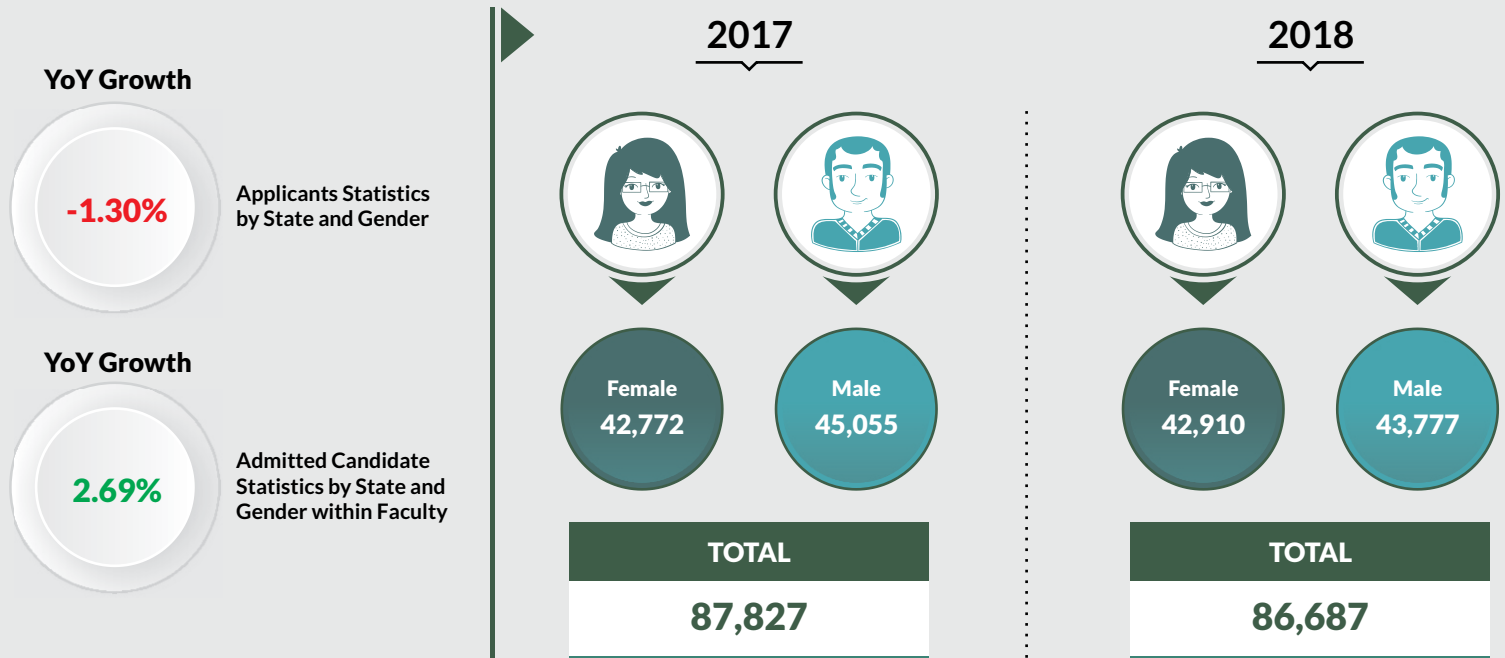 YoY Growth
-1.30%
Applicants Statistics
by State and Gender
YoY Growth
2.69%
Admitted Candidate
Statistics by State and
Gender within Faculty
2017
Female
42,772
Male
45,055
TOTAL
87,827
2018
Female
42,910
Male
43,777
TOTAL
86,687